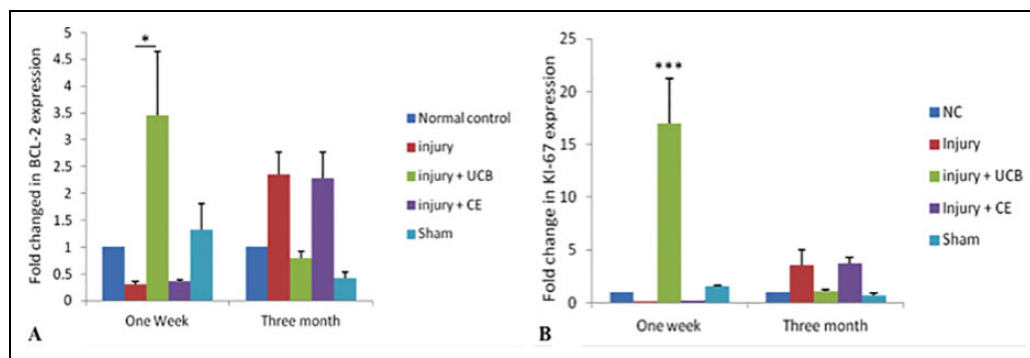 Fold changed in BCL-2 expression
5
4.5
4
3.5
3
2.5
2
1.5
1
0.5
0
*
One Week
Three month
Normal control
injury
injury + UCB
injury + CE
Sham
A
Fold change in KI-67 expression
25
20
15
10
5
0
***
One week
Three month
NC
Injury
injury + UCB
Injury + CE
Sham
B